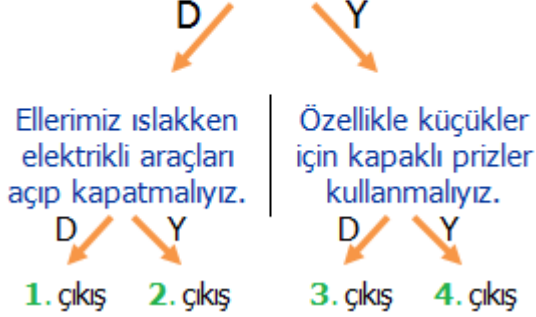 D Y
Ellerimiz ıslakken
elektrikli araçları
açıp kapatmalıyız.
Özellikle küçükler
için kapaklı prizler
kullanmalıyız.
D Y D Y
1. çıkış 2. çıkış 3. çıkış 4. çıkış